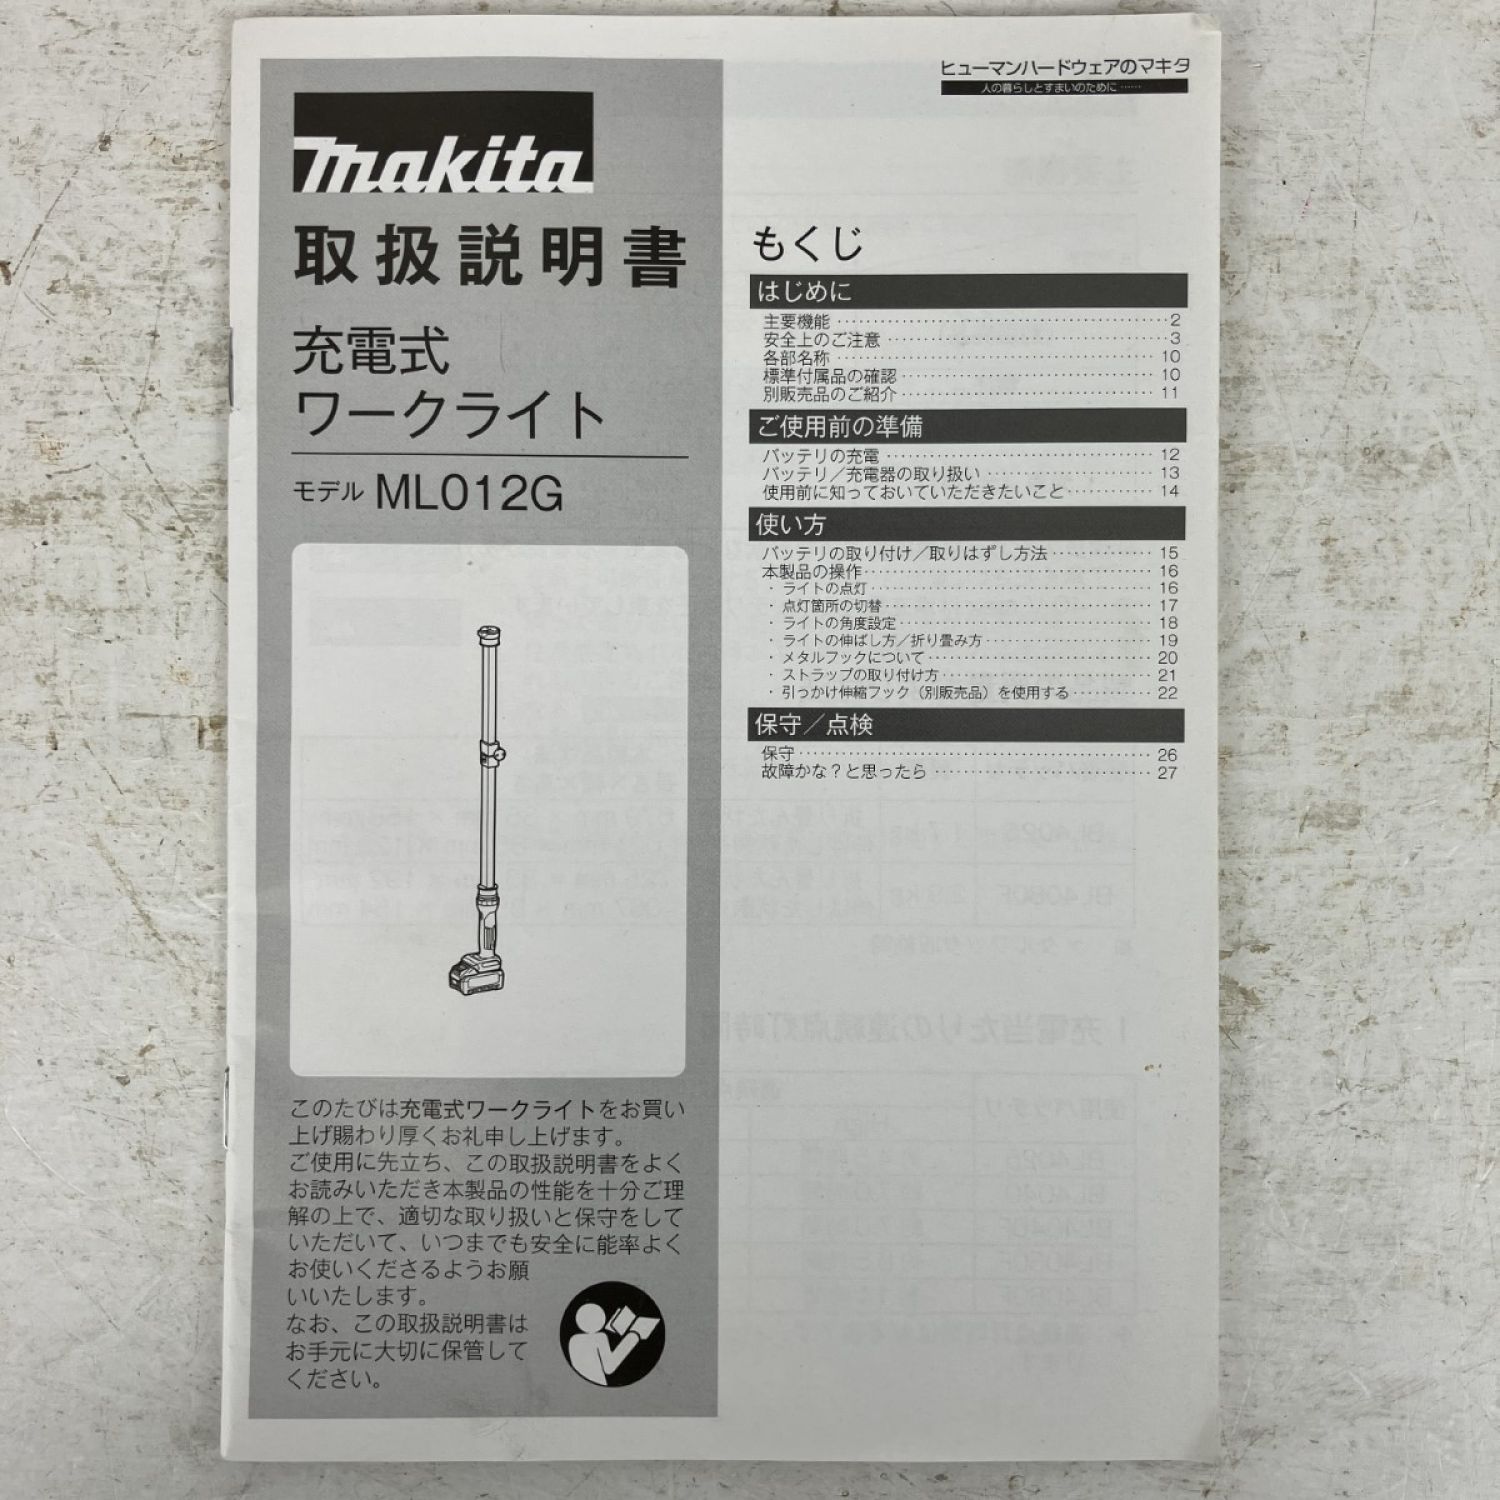 makita
取扱説明書
充電式
ワークライト
モデル ML012G
このたびは充電式ワークライトをお買い
上げ賜わり厚くお礼申し上げます。
ご使用に先立ち、この取扱説明書をよく
お読みいただき本製品の性能を十分ご理
解の上で、適切な取り扱いと保守をして
いただいて、いつまでも安全に能率よく
お使いくださるようお願
いいたします。
なお、この取扱説明書は
お手元に大切に保管して
ください。
ヒューマンハードウェアのマキタ
人の暮らしとすまいのために ……
もくじ
はじめに
主要機能 …… 2
安全上のご注意 …… 3
各部名称 …… 10
標準付属品の確認 …… 10
別販売品のご紹介 …… 11
ご使用前の準備
バッテリの充電 …… 12
バッテリ／充電器の取り扱い …… 13
使用前に知っておいていただきたいこと …… 14
使い方
バッテリの取り付け／取りはずし方法 …… 15
本製品の操作 …… 16
・ ライトの点灯 …… 16
・ 点灯箇所の切替 …… 17
・ ライトの角度設定 …… 18
・ ライトの伸ばし方／折り畳み方 …… 19
・ メタルフックについて …… 20
・ ストラップの取り付け方 …… 21
・ 引っかけ伸縮フック（別販売品）を使用する …… 22
保守／点検
保守 …… 26
故障かな？と思ったら …… 27